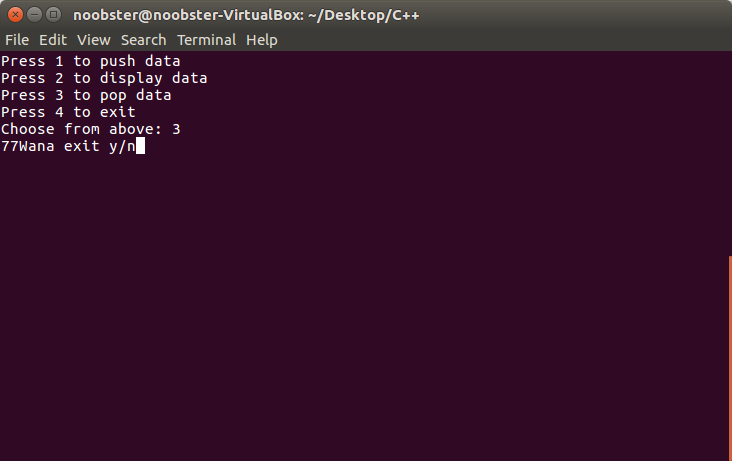 noobster@noobster-VirtualBox: ~/Desktop/C++
File Edit View Search Terminal Help
Press 1 to push data
Press 2 to display data
Press 3 to pop data
Press 4 to exit
Choose from above: 3
77Wana exit y/n